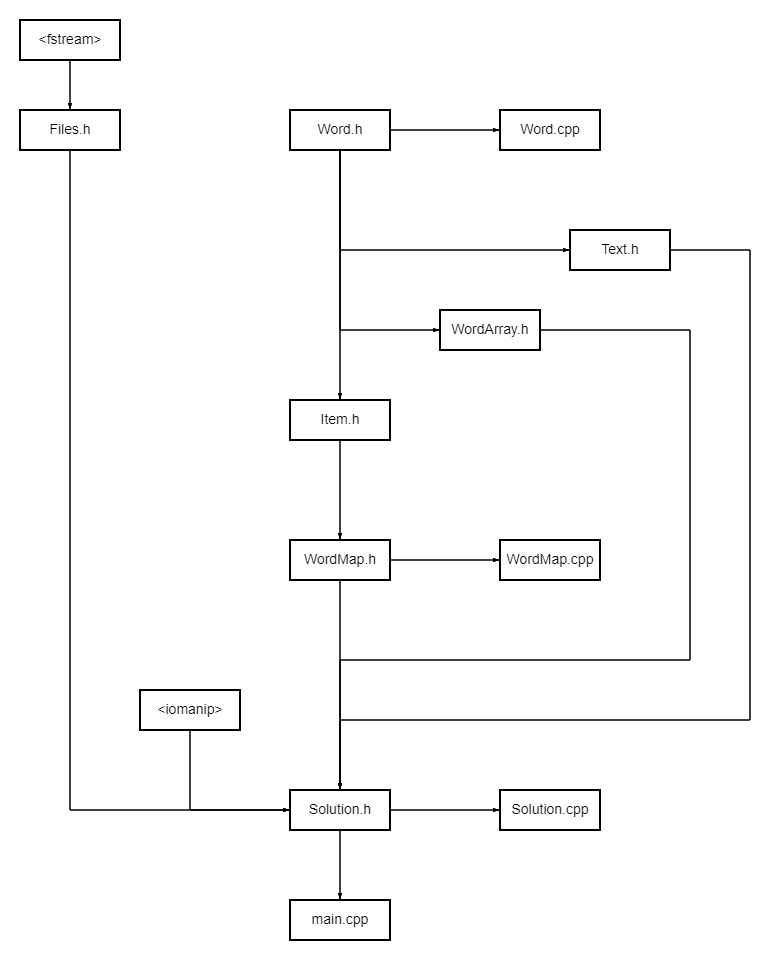 <fstream>
Files.h
Word.h
Word.cpp
Text.h
WordArray.h
Item.h
WordMap.h
WordMap.cpp
<iomanip>
Solution.h
Solution.cpp
main.cpp